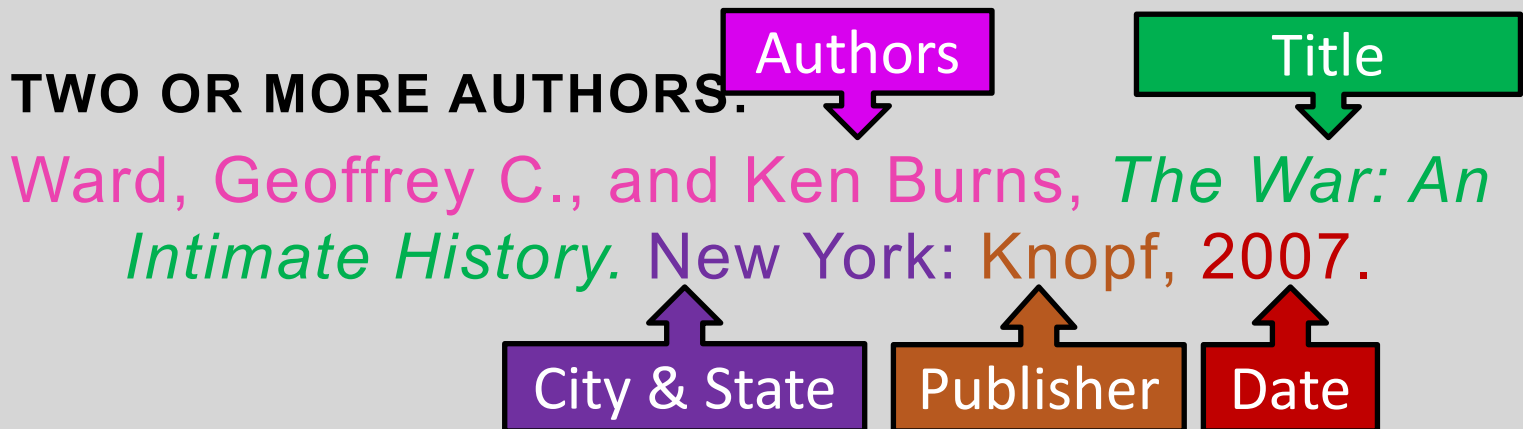 Authors
Title
TWO OR MORE AUTHORS:
Ward, Geoffrey C., and Ken Burns, The War: An
Intimate History. New York: Knopf, 2007.
City & State
Publisher
Date